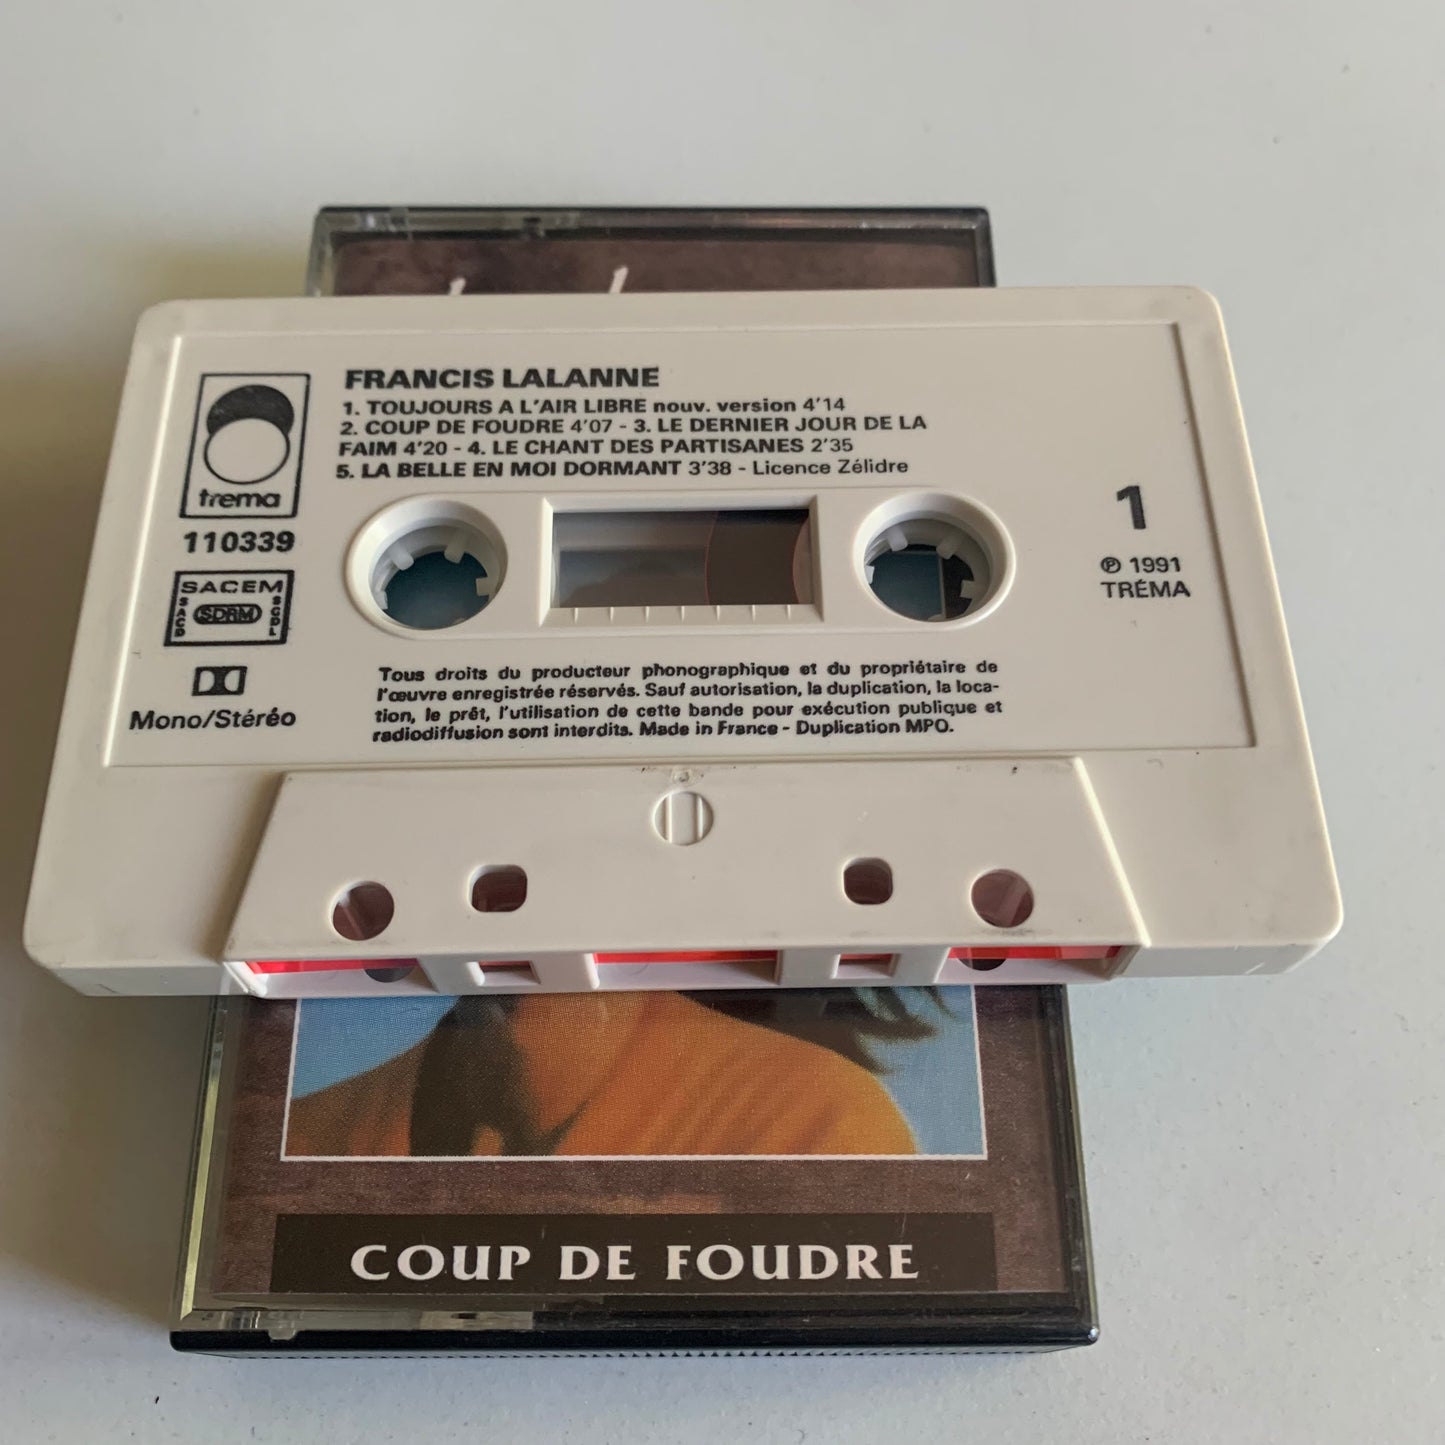 trema
110339
SACEM
SACD
SDRM
SGDL
Mono/Stéréo
FRANCIS LALANNE
1. TOUJOURS A L'AIR LIBRE nouv. version 4'14
2. COUP DE FOUDRE 4'07 - 3. LE DERNIER JOUR DE LA
FAIM 4'20 - 4. LE CHANT DES PARTISANES 2'35
5. LA BELLE EN MOI DORMANT 3'38 - Licence Zélidre
1
℗ 1991
TRÉMA
Tous droits du producteur phonographique et du propriétaire de
l'œuvre enregistrée réservés. Sauf autorisation, la duplication, la loca-
tion, le prêt, l'utilisation de cette bande pour exécution publique et
radiodiffusion sont interdits. Made in France - Duplication MPO.
COUP DE FOUDRE